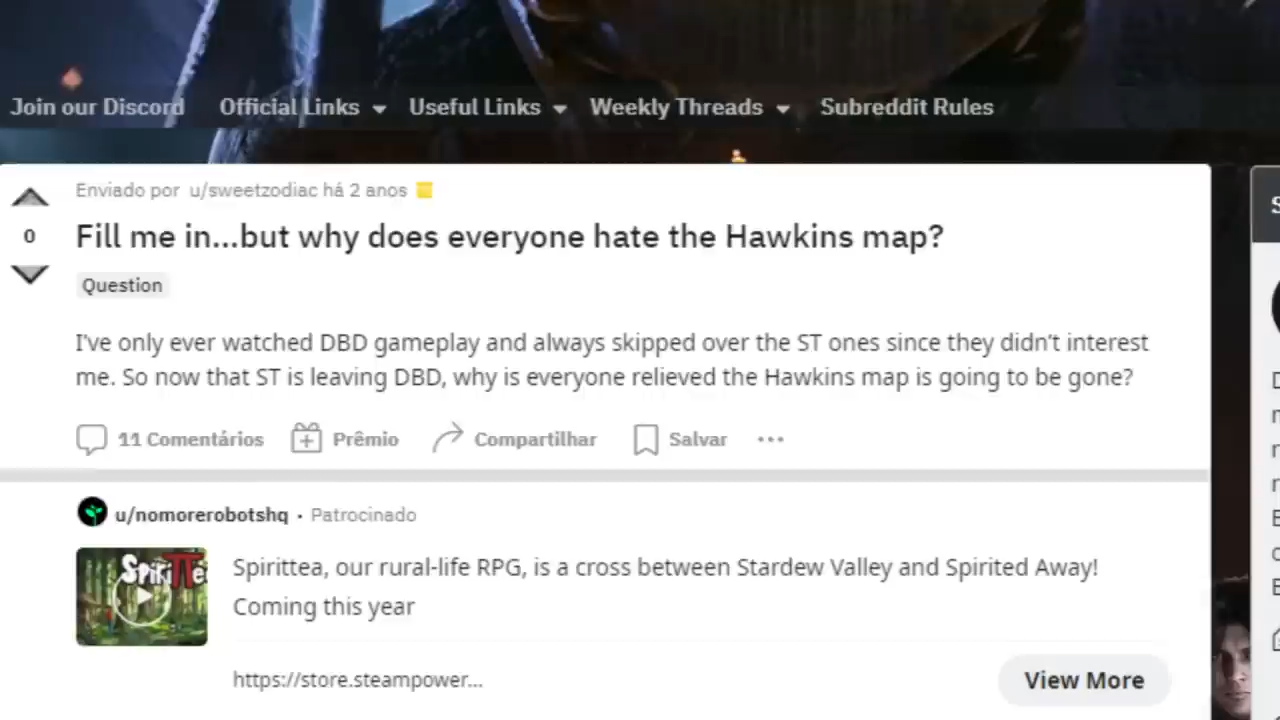 Join our Discord Official Links Useful Links Weekly Threads Subreddit Rules
Enviado por u/sweetzodiac há 2 anos
0
Fill me in...but why does everyone hate the Hawkins map?
Question
I've only ever watched DBD gameplay and always skipped over the ST ones since they didn't interest
me. So now that ST is leaving DBD, why is everyone relieved the Hawkins map is going to be gone?
11 Comentários Prêmio Compartilhar Salvar
u/nomorerobotshq • Patrocinado
Spirittea, our rural-life RPG, is a cross between Stardew Valley and Spirited Away!
Coming this year
https://store.steampower...
View More